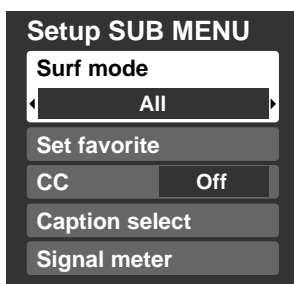 Setup SUB MENU
Surf mode
All
Set favorite
CC Off
Caption select
Signal meter